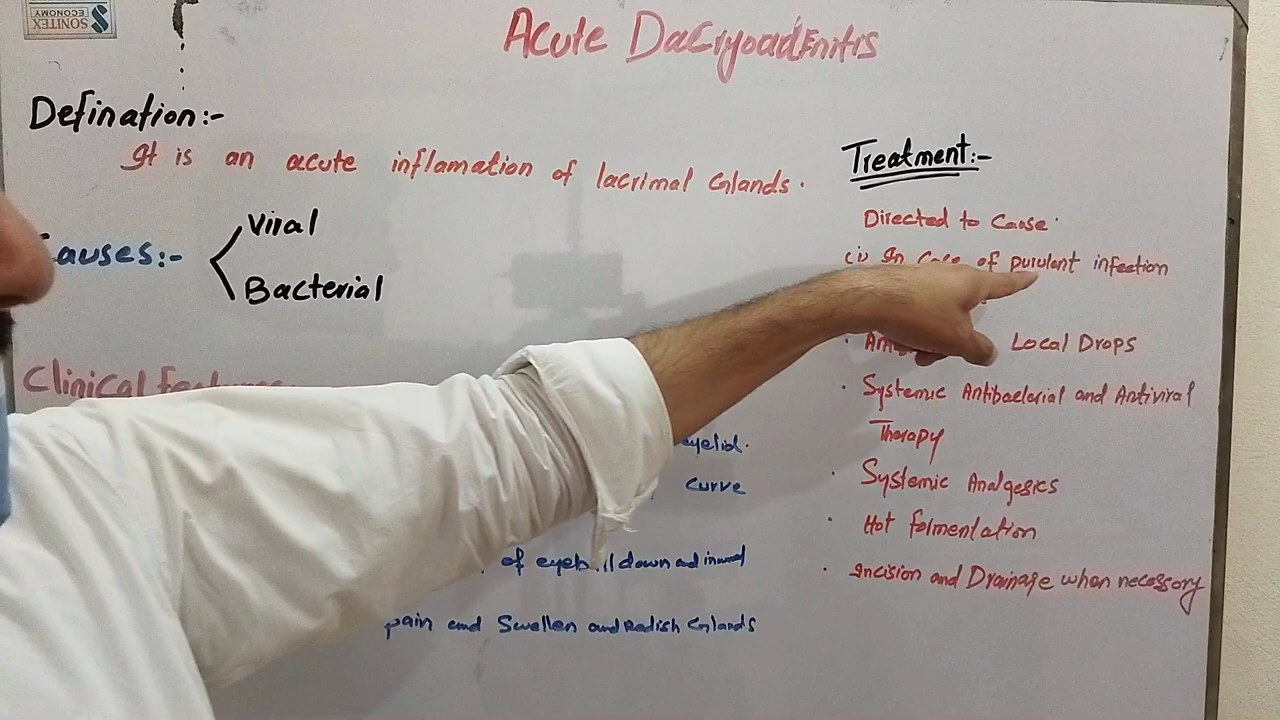 SONITEX
ECONOMY
Acute Dacryoadenitis
Defination:-
It is an acute inflamation of lacrimal Glands.
Causes:-
Viral
Bacterial
Clinical
eyelid.
curve
of eyeball down and inward
pain and Swellen and Redish Glands
Treatment:-
Directed to Cause
In Case of purulent infection
Local Drops
Systemic Antibacterial and Antiviral
Therapy
Systemic Analgesics
Hot formentation
Incision and Drainage when necessory